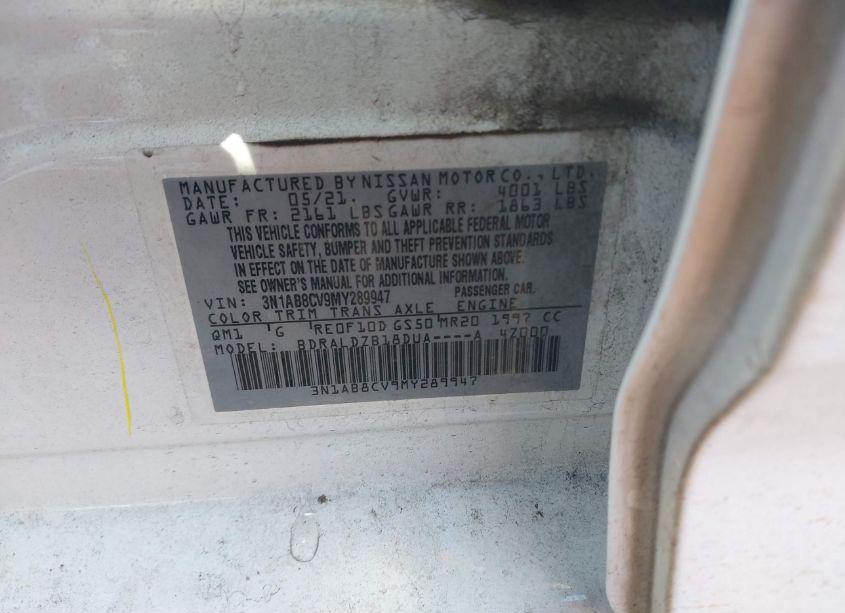 MANUFACTURED BY NISSAN MOTOR CO., LTD.
DATE: 05/21. GVWR: 4001 LBS
GAWR FR: 2161 LBS GAWR RR: 1863 LBS
THIS VEHICLE CONFORMS TO ALL APPLICABLE FEDERAL MOTOR
VEHICLE SAFETY, BUMPER AND THEFT PREVENTION STANDARDS
IN EFFECT ON THE DATE OF MANUFACTURE SHOWN ABOVE.
SEE OWNER'S MANUAL FOR ADDITIONAL INFORMATION.
VIN: 3N1AB8CV9MY289947 PASSENGER CAR.
COLOR TRIM TRANS AXLE ENGINE
QM1 'G 'RE0F10D GS50 'MR20 1997 CC
MODEL: BDRALDZB18DUA----A 47000
3N1AB8CV9MY289947